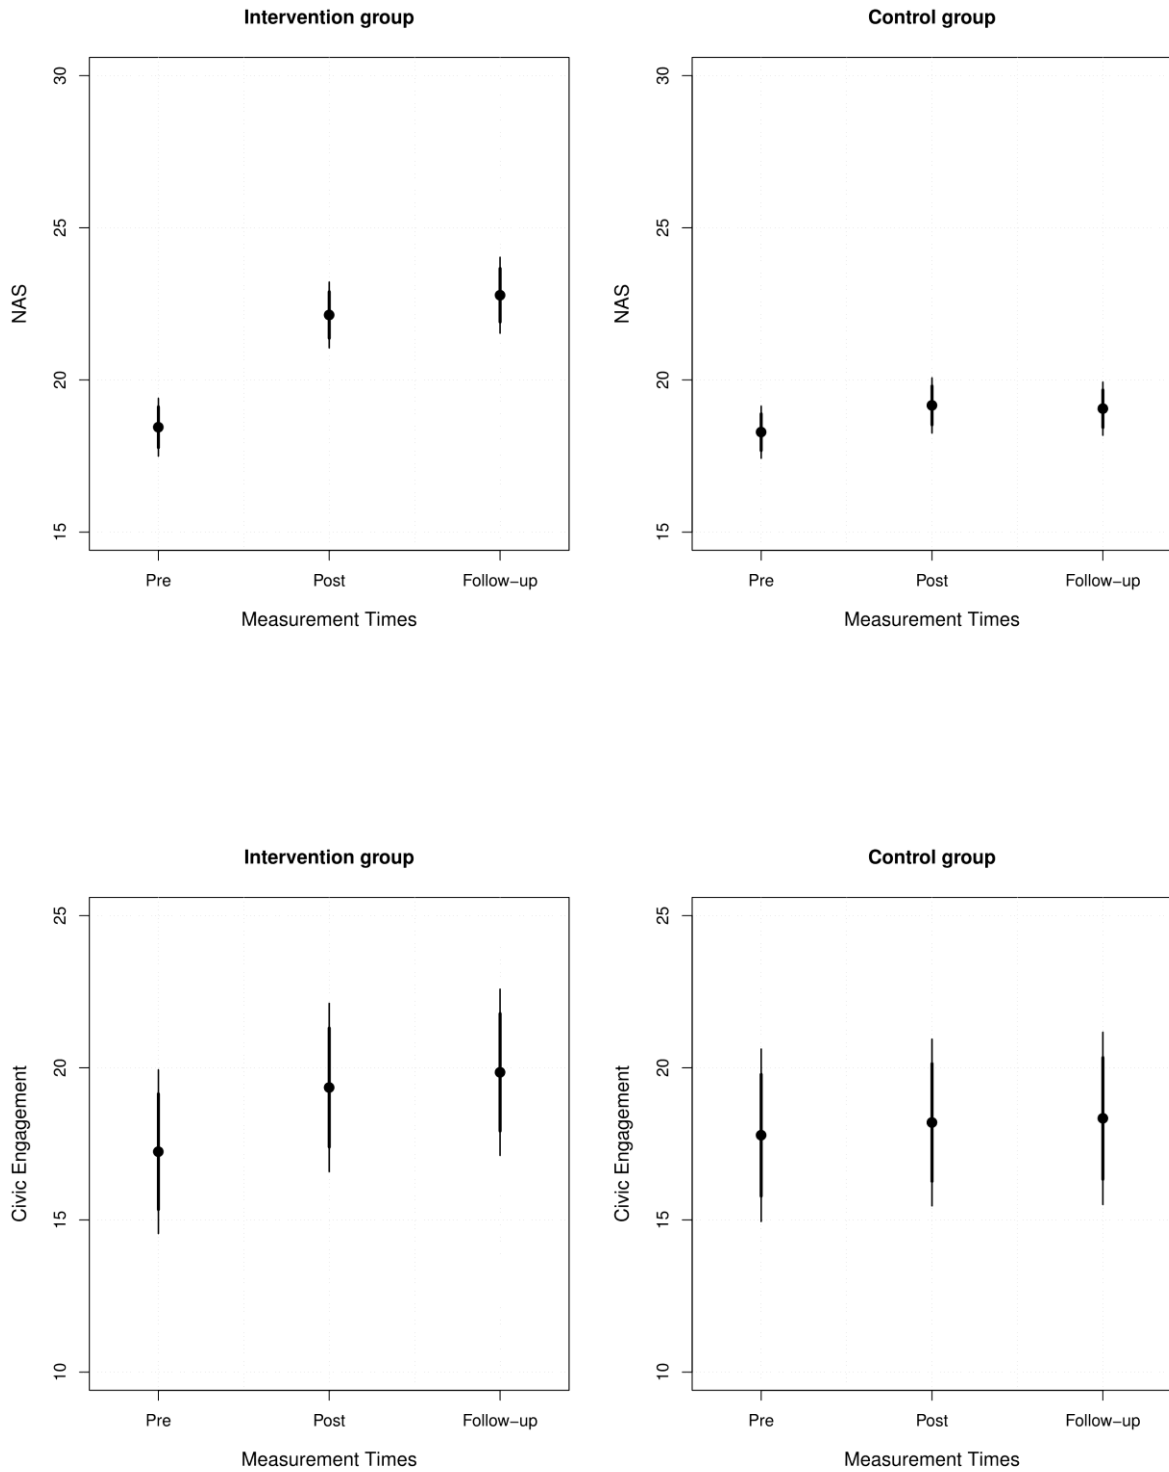 Intervention group
30
25
20
15
NAS
Pre Post Follow-up
Measurement Times
Control group
30
25
20
15
NAS
Pre Post Follow-up
Measurement Times
Intervention group
25
20
15
10
Civic Engagement
Pre Post Follow-up
Measurement Times
Control group
25
20
15
10
Civic Engagement
Pre Post Follow-up
Measurement Times